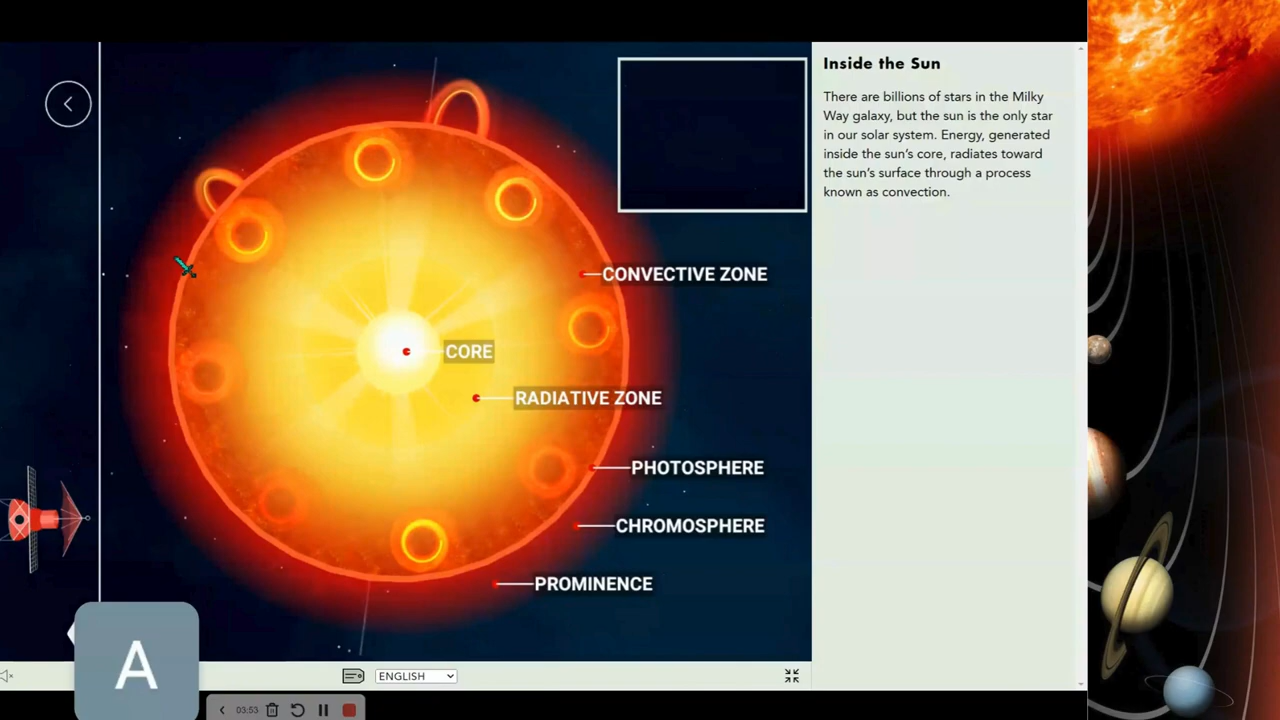 Inside the Sun
There are billions of stars in the Milky
Way galaxy, but the sun is the only star
in our solar system. Energy, generated
inside the sun's core, radiates toward
the sun's surface through a process
known as convection.
CONVECTIVE ZONE
CORE
RADIATIVE ZONE
PHOTOSPHERE
CHROMOSPHERE
PROMINENCE
A
ENGLISH
03:53